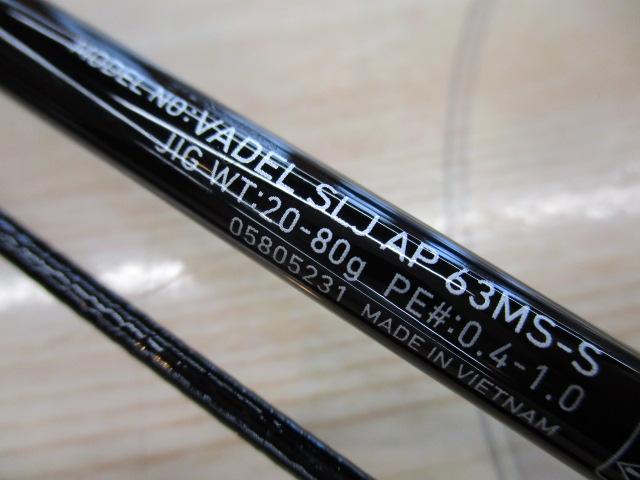 MODEL NO:VADEL SLJ AP 63MS-S
JIG WT:20-80g PE#:0.4-1.0
05805231 MADE IN VIETNAM